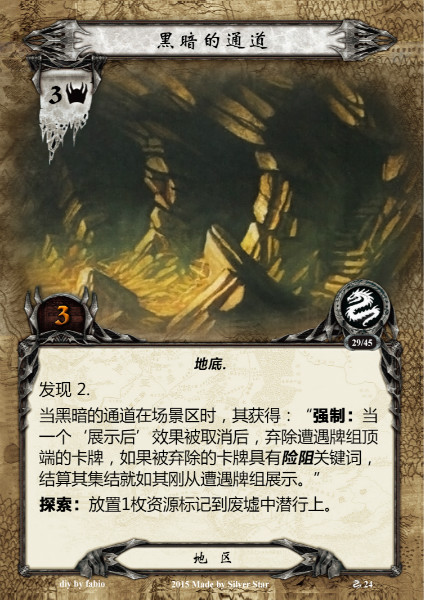 黑暗的通道
3
3
29/45
地底.
发现 2.
当黑暗的通道在场景区时，其获得：“强制：当
一个‘展示后’效果被取消后，弃除遭遇牌组顶
端的卡牌，如果被弃除的卡牌具有险阻关键词，
结算其集结就如其刚从遭遇牌组展示。”
探索：放置1枚资源标记到废墟中潜行上。
地 区
diy by fabio
2015 Made by Silver Star
24